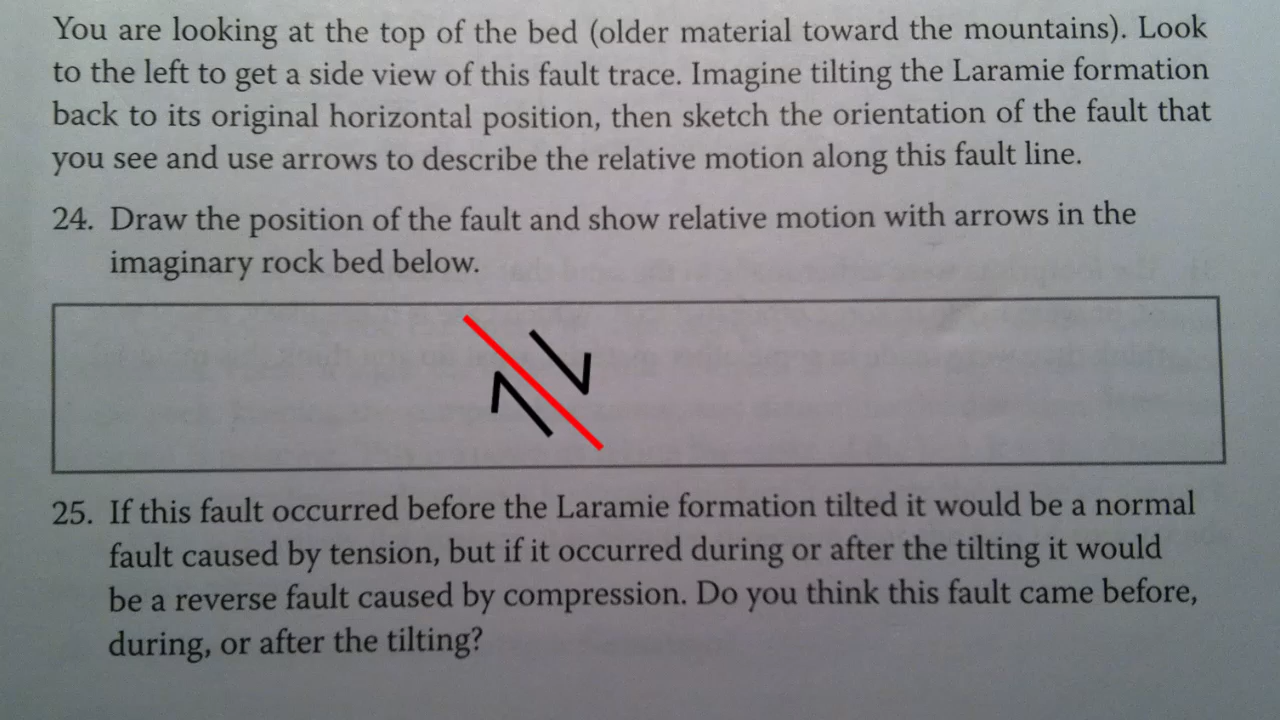 You are looking at the top of the bed (older material toward the mountains). Look
to the left to get a side view of this fault trace. Imagine tilting the Laramie formation
back to its original horizontal position, then sketch the orientation of the fault that
you see and use arrows to describe the relative motion along this fault line.
24. Draw the position of the fault and show relative motion with arrows in the
imaginary rock bed below.
25. If this fault occurred before the Laramie formation tilted it would be a normal
fault caused by tension, but if it occurred during or after the tilting it would
be a reverse fault caused by compression. Do you think this fault came before,
during, or after the tilting?